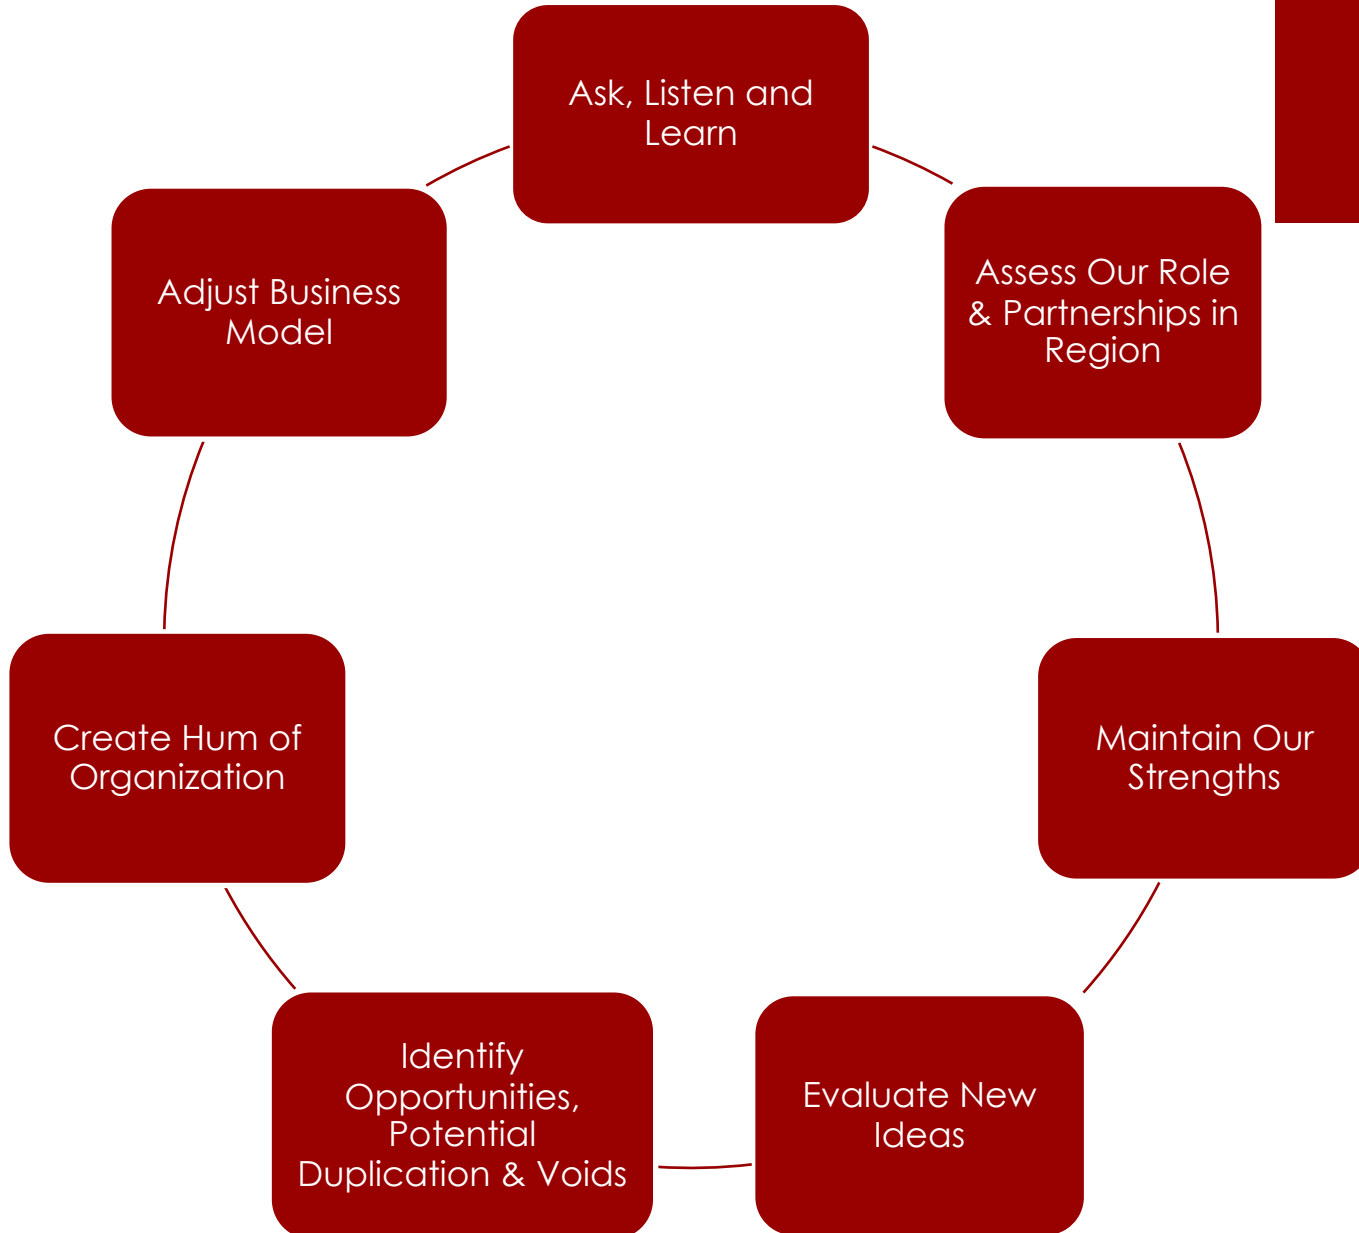 Ask, Listen and
Learn
Assess Our Role
& Partnerships in
Region
Maintain Our
Strengths
Evaluate New
Ideas
Identify
Opportunities,
Potential
Duplication & Voids
Create Hum of
Organization
Adjust Business
Model